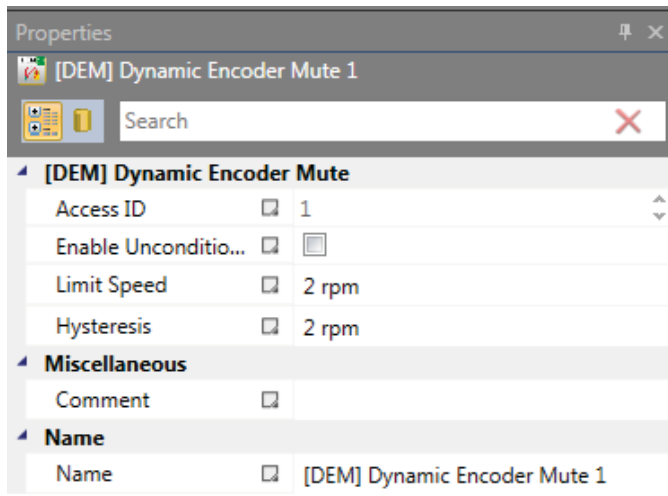 Properties
[DEM] Dynamic Encoder Mute 1
Search
[DEM] Dynamic Encoder Mute
Access ID 1
Enable Unconditio...
Limit Speed 2 rpm
Hysteresis 2 rpm
Miscellaneous
Comment
Name
Name [DEM] Dynamic Encoder Mute 1